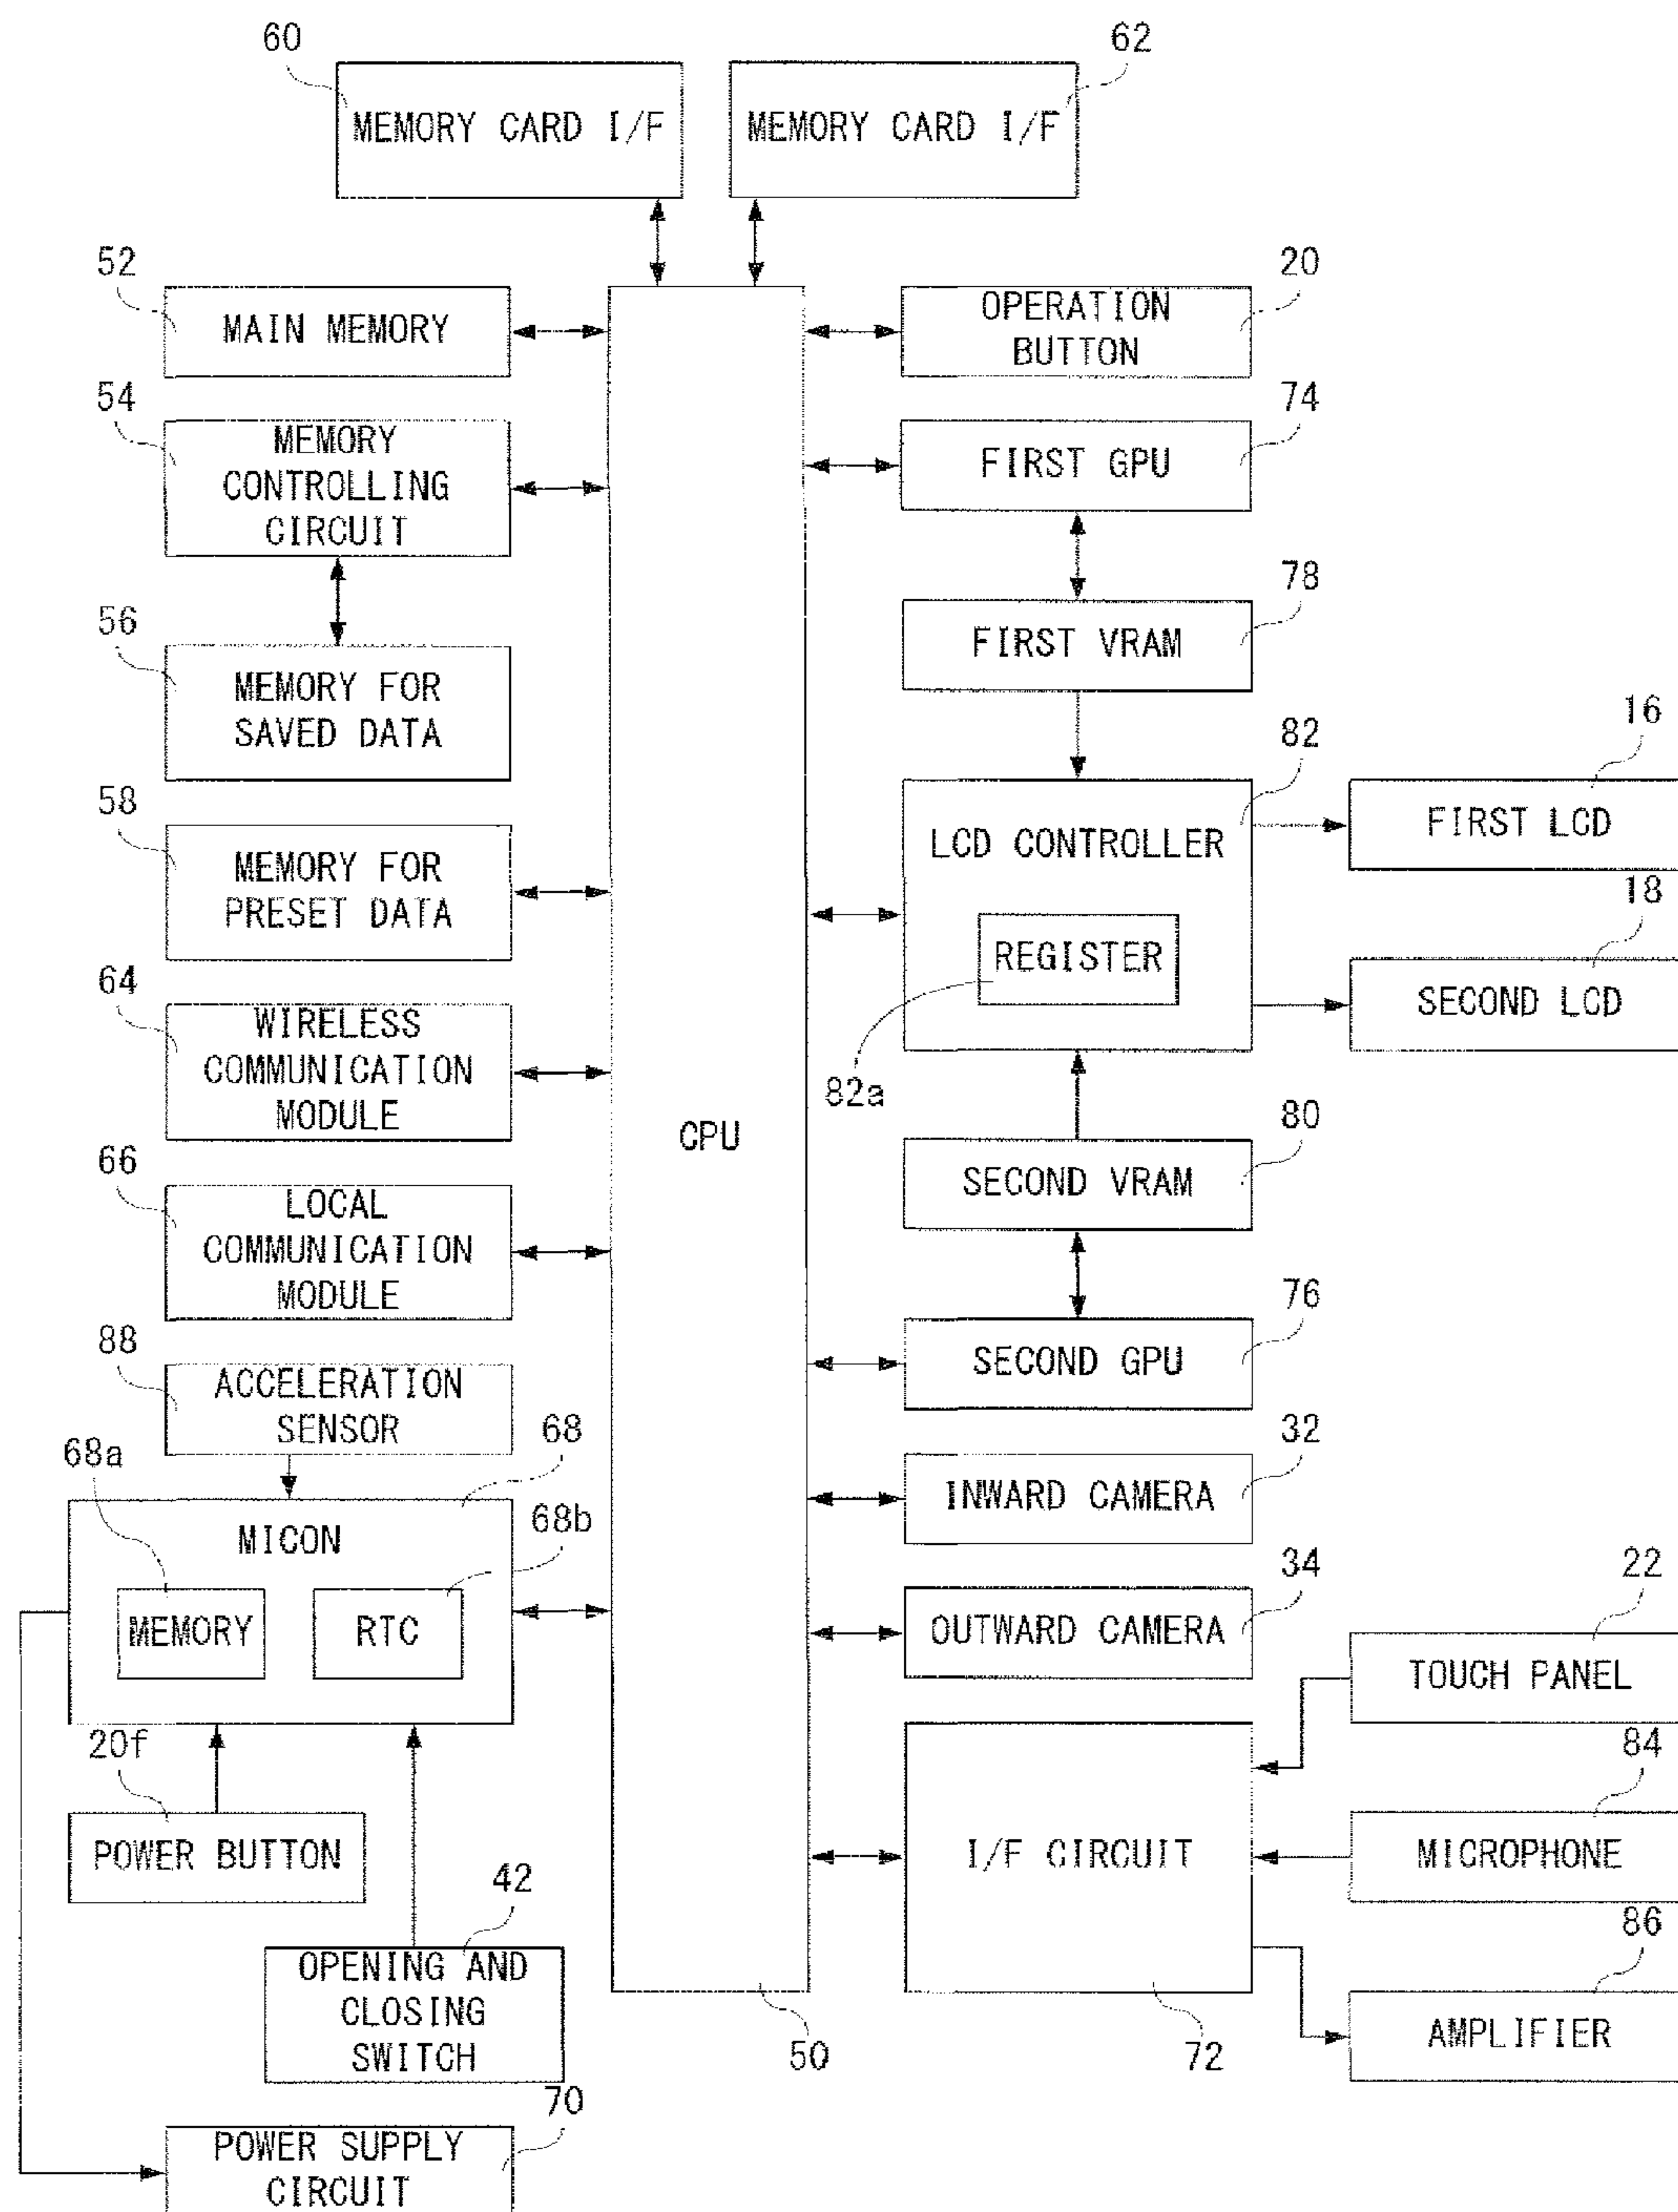 60
62
MEMORY CARD I/F
MEMORY CARD I/F
52
MAIN MEMORY
20
OPERATION
BUTTON
54
MEMORY
CONTROLLING
CIRCUIT
74
FIRST GPU
56
MEMORY FOR
SAVED DATA
78
FIRST VRAM
58
MEMORY FOR
PRESET DATA
82
LCD CONTROLLER
REGISTER
82a
16
FIRST LCD
18
SECOND LCD
64
WIRELESS
COMMUNICATION
MODULE
CPU
80
SECOND VRAM
66
LOCAL
COMMUNICATION
MODULE
76
SECOND GPU
88
ACCELERATION
SENSOR
68a
68
68b
MICON
MEMORY
RTC
32
INWARD CAMERA
34
OUTWARD CAMERA
22
TOUCH PANEL
20f
POWER BUTTON
I/F CIRCUIT
84
MICROPHONE
42
OPENING AND
CLOSING
SWITCH
50
72
86
AMPLIFIER
70
POWER SUPPLY
CIRCUIT